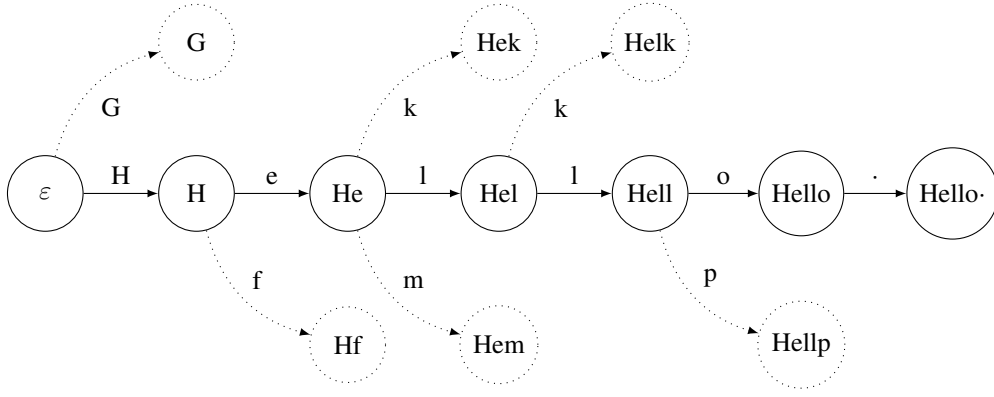 G Hek Helk
G k k
H e l l o ·
ε H He Hel Hell Hello Hello·
f m p
Hf Hem Hellp